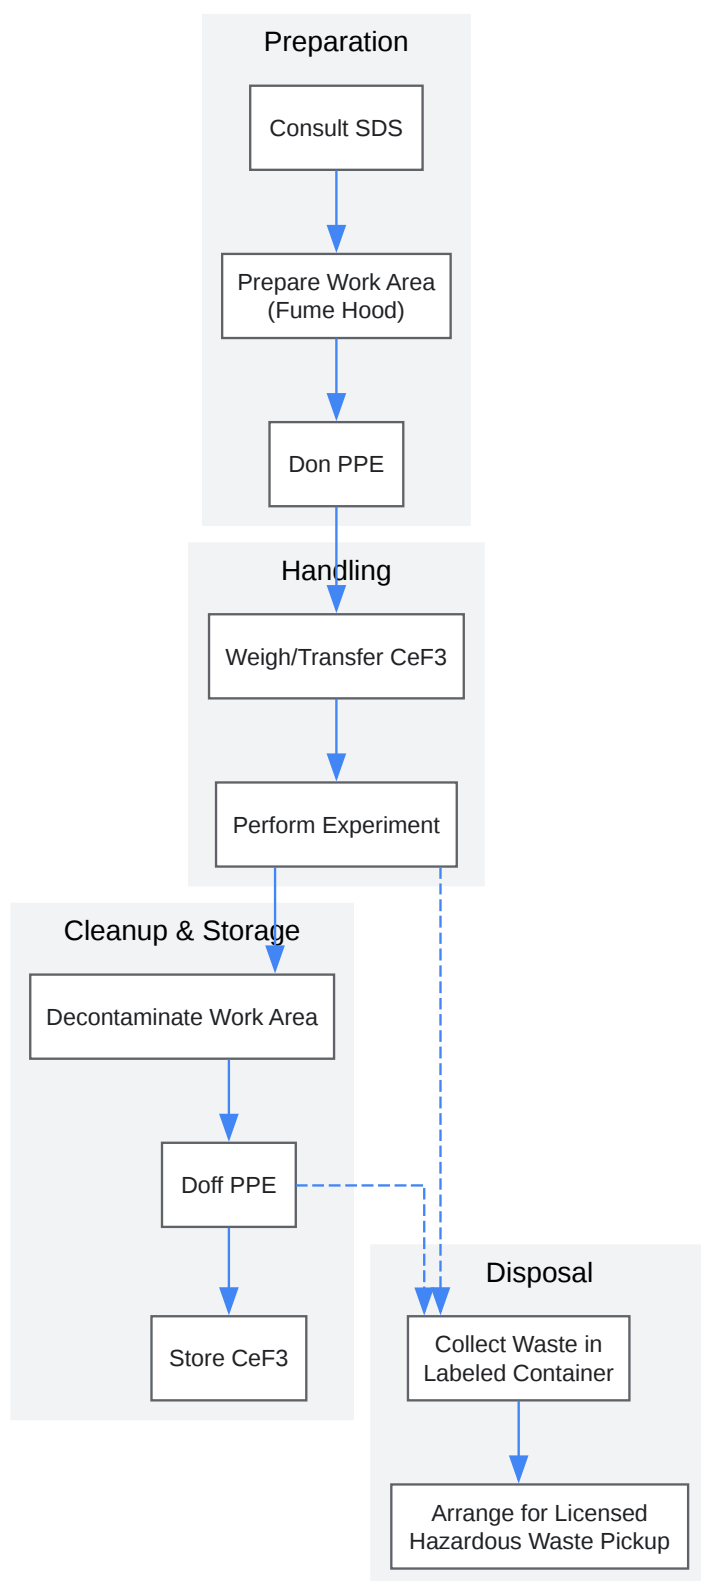 Preparation
Consult SDS
Prepare Work Area
(Fume Hood)
Don PPE
Handling
Weigh/Transfer CeF3
Perform Experiment
Cleanup & Storage
Decontaminate Work Area
Doff PPE
Store CeF3
Disposal
Collect Waste in
Labeled Container
Arrange for Licensed
Hazardous Waste Pickup